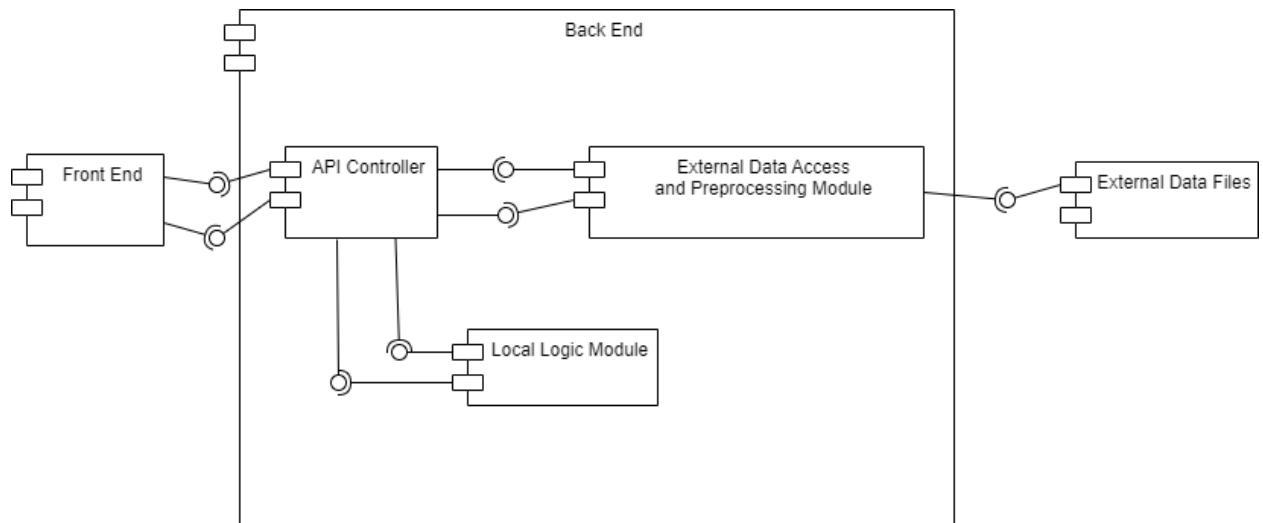 Back End
Front End
API Controller
External Data Access
and Preprocessing Module
External Data Files
Local Logic Module